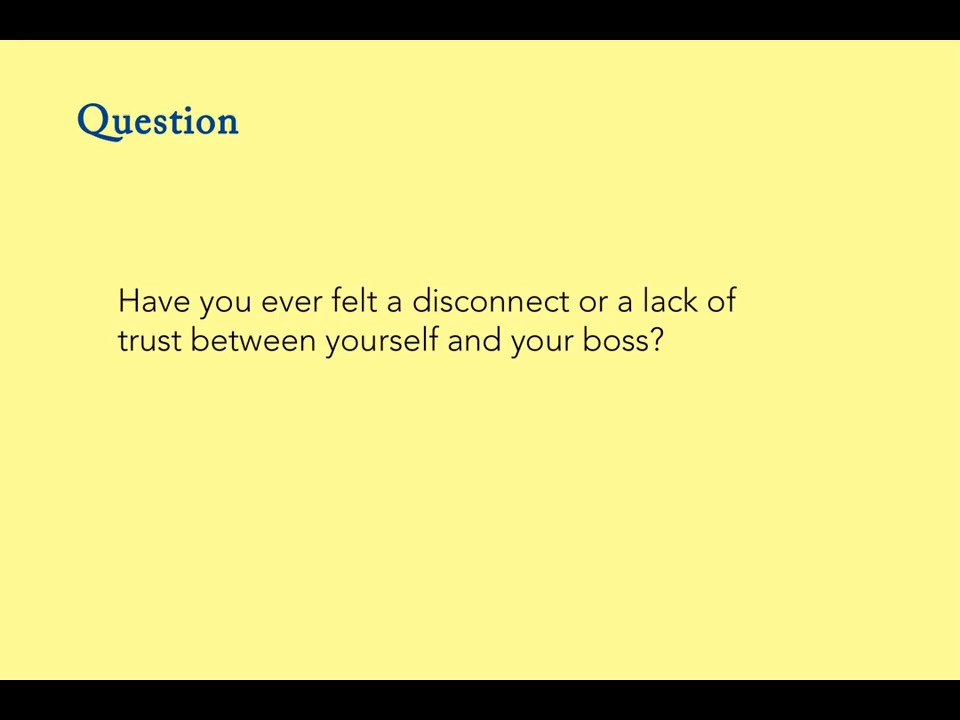 Question
Have you ever felt a disconnect or a lack of
trust between yourself and your boss?